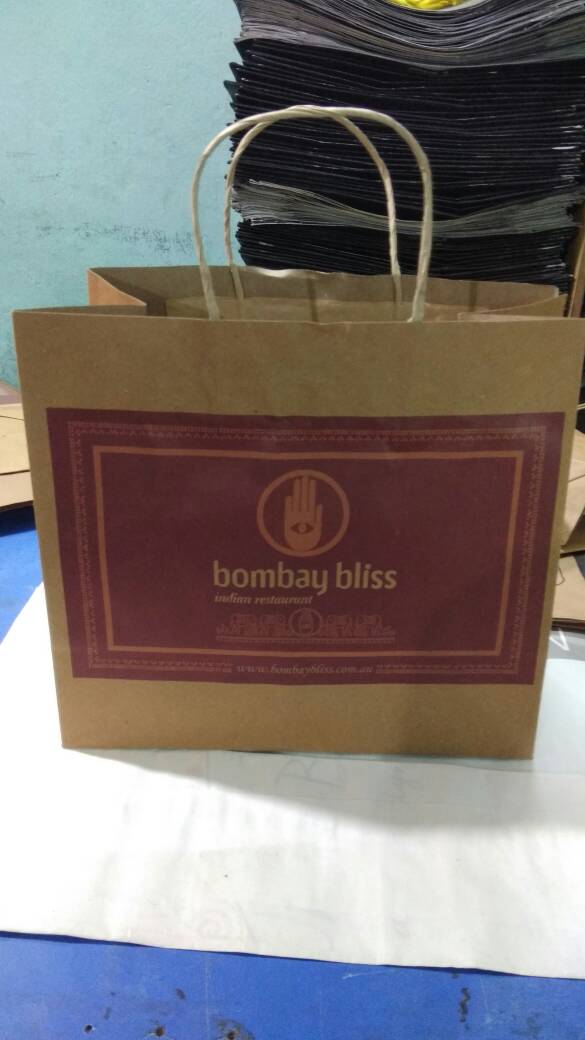 bombay bliss
indian restaurant
www.bombaybliss.com.au